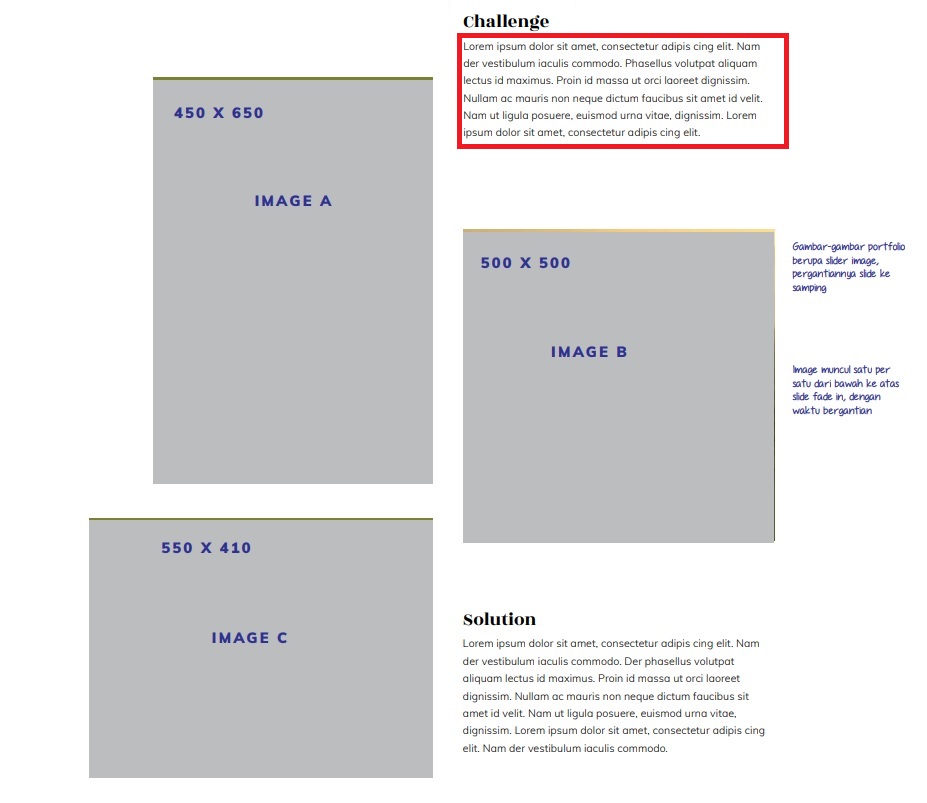 Challenge
Lorem ipsum dolor sit amet, consectetur adipis cing elit. Nam
der vestibulum iaculis commodo. Phasellus volutpat aliquam
lectus id maximus. Proin id massa ut orci laoreet dignissim.
Nullam ac mauris non neque dictum faucibus sit amet id velit.
Nam ut ligula posuere, euismod urna vitae, dignissim. Lorem
ipsum dolor sit amet, consectetur adipis cing elit.
450 X 650
IMAGE A
500 X 500
IMAGE B
Gambar-gambar portfolio
berupa slider image,
pergantiannya slide ke
samping
Image muncul satu per
satu dari bawah ke atas
slide fade in, dengan
waktu bergantian
550 X 410
IMAGE C
Solution
Lorem ipsum dolor sit amet, consectetur adipis cing elit. Nam
der vestibulum iaculis commodo. Der phasellus volutpat
aliquam lectus id maximus. Proin id massa ut orci laoreet
dignissim. Nullam ac mauris non neque dictum faucibus sit
amet id velit. Nam ut ligula posuere, euismod urna vitae,
dignissim. Lorem ipsum dolor sit amet, consectetur adipis cing
elit. Nam der vestibulum iaculis commodo.